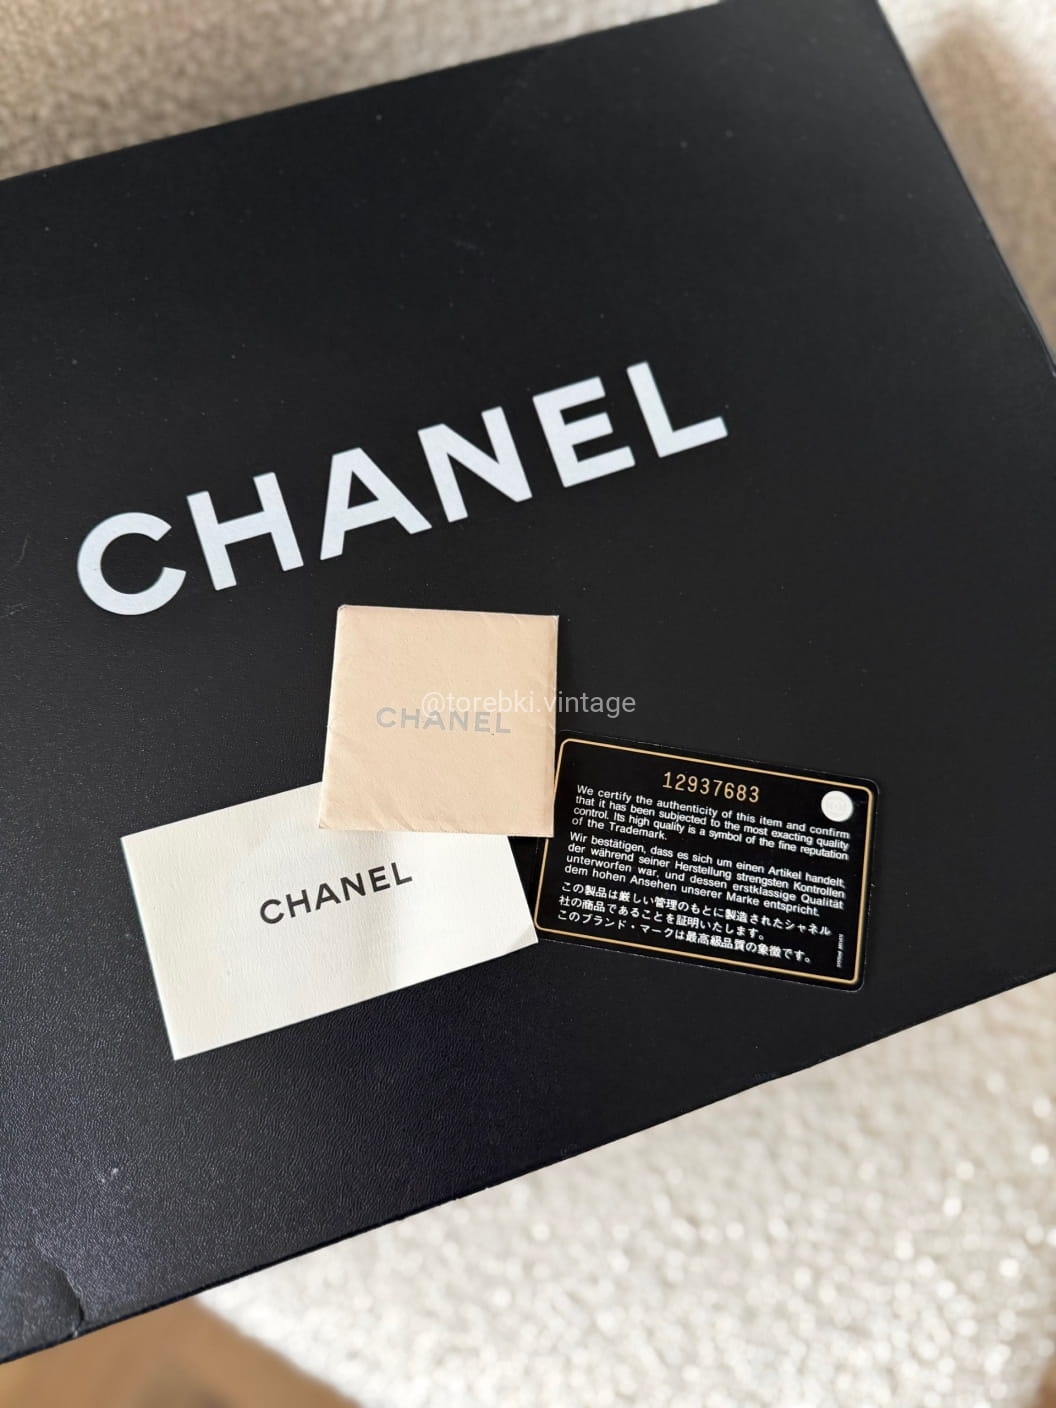 CHANEL
CHANEL
@torebki.vintage
CHANEL
12937683
We certify the authenticity of this item and confirm
that it has been subjected to the most exacting quality
control. Its high quality is a symbol of the fine reputation
of the Trademark.
Wir bestätigen, dass es sich um einen Artikel handelt,
der während seiner Herstellung strengsten Kontrollen
unterworfen war, und dessen erstklassige Qualität
dem hohen Ansehen unserer Marke entspricht.
この製品は厳しい管理のもとに製造されたシャネル
社の商品であることを証明いたします。
このブランド・マークは最高級品質の象徴です。